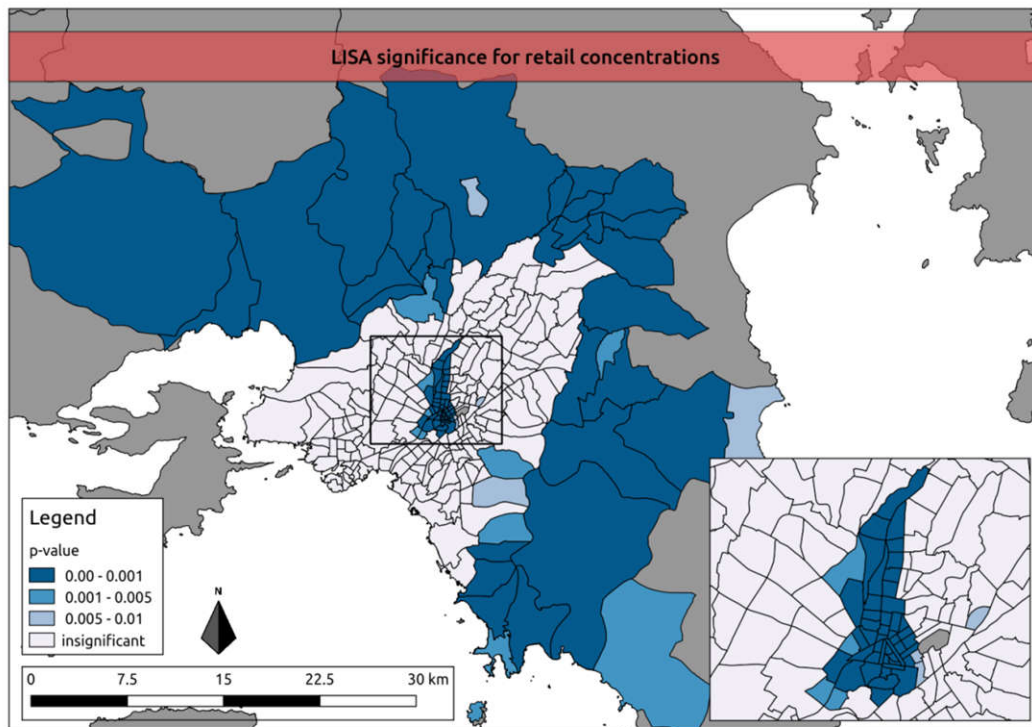 LISA significance for retail concentrations
Legend
p-value
0.00 - 0.001
0.001 - 0.005
0.005 - 0.01
insignificant
N
0 7.5 15 22.5 30 km